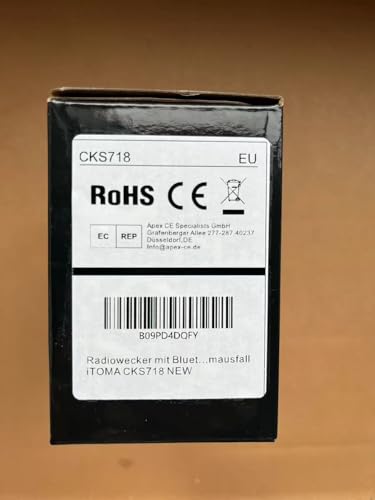 CKS718 EU
RoHS CE
EC REP
Apex CE Specialists GmbH
Grafenberger Allee 277-287,40237
Düsseldorf,DE
Info@apex-ce.de
B09PD4DQFY
Radiowecker mit Bluet...mausfall
iTOMA CKS718 NEW